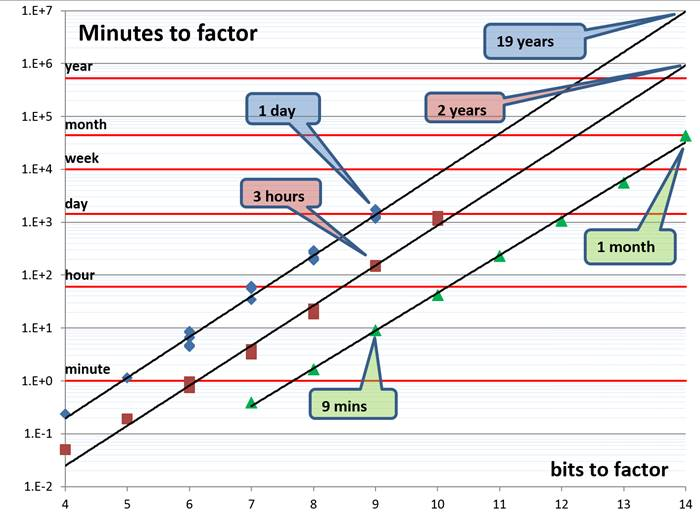 1.E+7
Minutes to factor
19 years
1.E+6
year
1 day
2 years
1.E+5
month
1.E+4
week
3 hours
day
1.E+3
1 month
1.E+2
hour
1.E+1
minute
1.E+0
9 mins
1.E-1
bits to factor
1.E-2
4 5 6 7 8 9 10 11 12 13 14